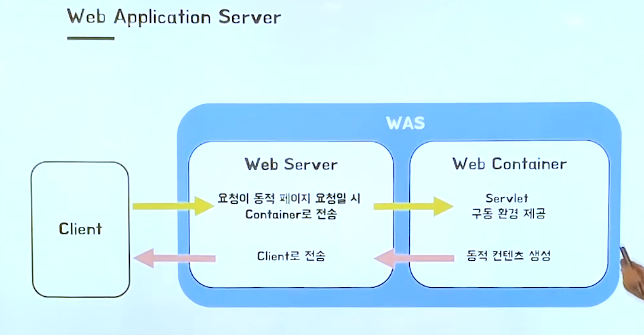 Web Application Server
WAS
Web Server
Web Container
Client
요청이 동적 페이지 요청일 시
Container로 전송
Servlet
구동 환경 제공
Client로 전송
동적 컨텐츠 생성